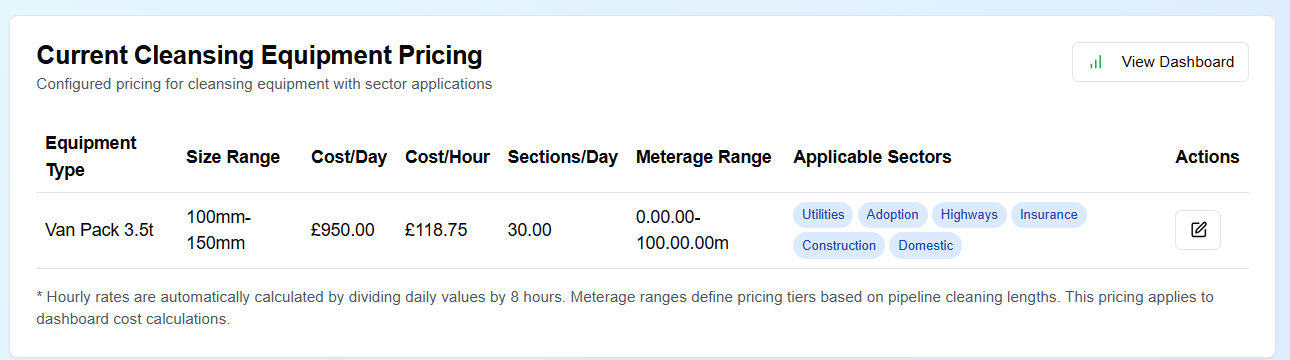 Current Cleansing Equipment Pricing
Configured pricing for cleansing equipment with sector applications
View Dashboard
Equipment
Type
Size Range
Cost/Day
Cost/Hour
Sections/Day
Meterage Range
Applicable Sectors
Actions
Van Pack 3.5t
100mm-
150mm
£950.00
£118.75
30.00
0.00.00-
100.00.00m
Utilities
Adoption
Highways
Insurance
Construction
Domestic
* Hourly rates are automatically calculated by dividing daily values by 8 hours. Meterage ranges define pricing tiers based on pipeline cleaning lengths. This pricing applies to
dashboard cost calculations.